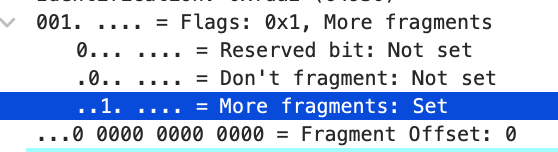 001. .... = Flags: 0x1, More fragments
0... .... = Reserved bit: Not set
.0.. .... = Don't fragment: Not set
..1. .... = More fragments: Set
...0 0000 0000 0000 = Fragment Offset: 0